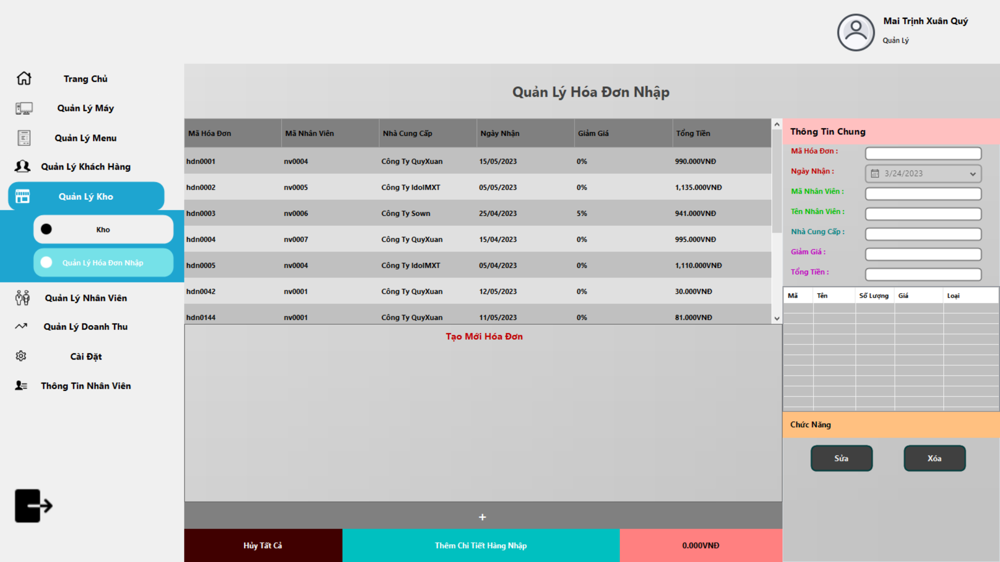 Mai Trịnh Xuân Quý
Quản Lý
Trang Chủ
Quản Lý Máy
Quản Lý Menu
Quản Lý Khách Hàng
Quản Lý Kho
Kho
Quản Lý Hóa Đơn Nhập
Quản Lý Nhân Viên
Quản Lý Doanh Thu
Cài Đặt
Thông Tin Nhân Viên
Quản Lý Hóa Đơn Nhập
Mã Hóa Đơn Mã Nhân Viên Nhà Cung Cấp Ngày Nhận Giảm Giá Tổng Tiền
hdn0001 nv0004 Công Ty QuyXuan 15/05/2023 0% 990.000VNĐ
hdn0002 nv0005 Công Ty IdolMXT 05/05/2023 0% 1,135.000VNĐ
hdn0003 nv0006 Công Ty Sown 25/04/2023 5% 941.000VNĐ
hdn0004 nv0007 Công Ty QuyXuan 15/04/2023 0% 995.000VNĐ
hdn0005 nv0004 Công Ty IdolMXT 05/04/2023 0% 1,110.000VNĐ
hdn0042 nv0001 Công Ty QuyXuan 12/05/2023 0% 30.000VNĐ
hdn0144 nv0001 Công Ty QuyXuan 11/05/2023 0% 81.000VNĐ
Tạo Mới Hóa Đơn
+
Hủy Tất Cả Thêm Chi Tiết Hàng Nhập 0.000VNĐ
Thông Tin Chung
Mã Hóa Đơn :
Ngày Nhận : 3/24/2023
Mã Nhân Viên :
Tên Nhân Viên :
Nhà Cung Cấp :
Giảm Giá :
Tổng Tiền :
Mã Tên Số Lượng Giá Loại
Chức Năng
Sửa Xóa